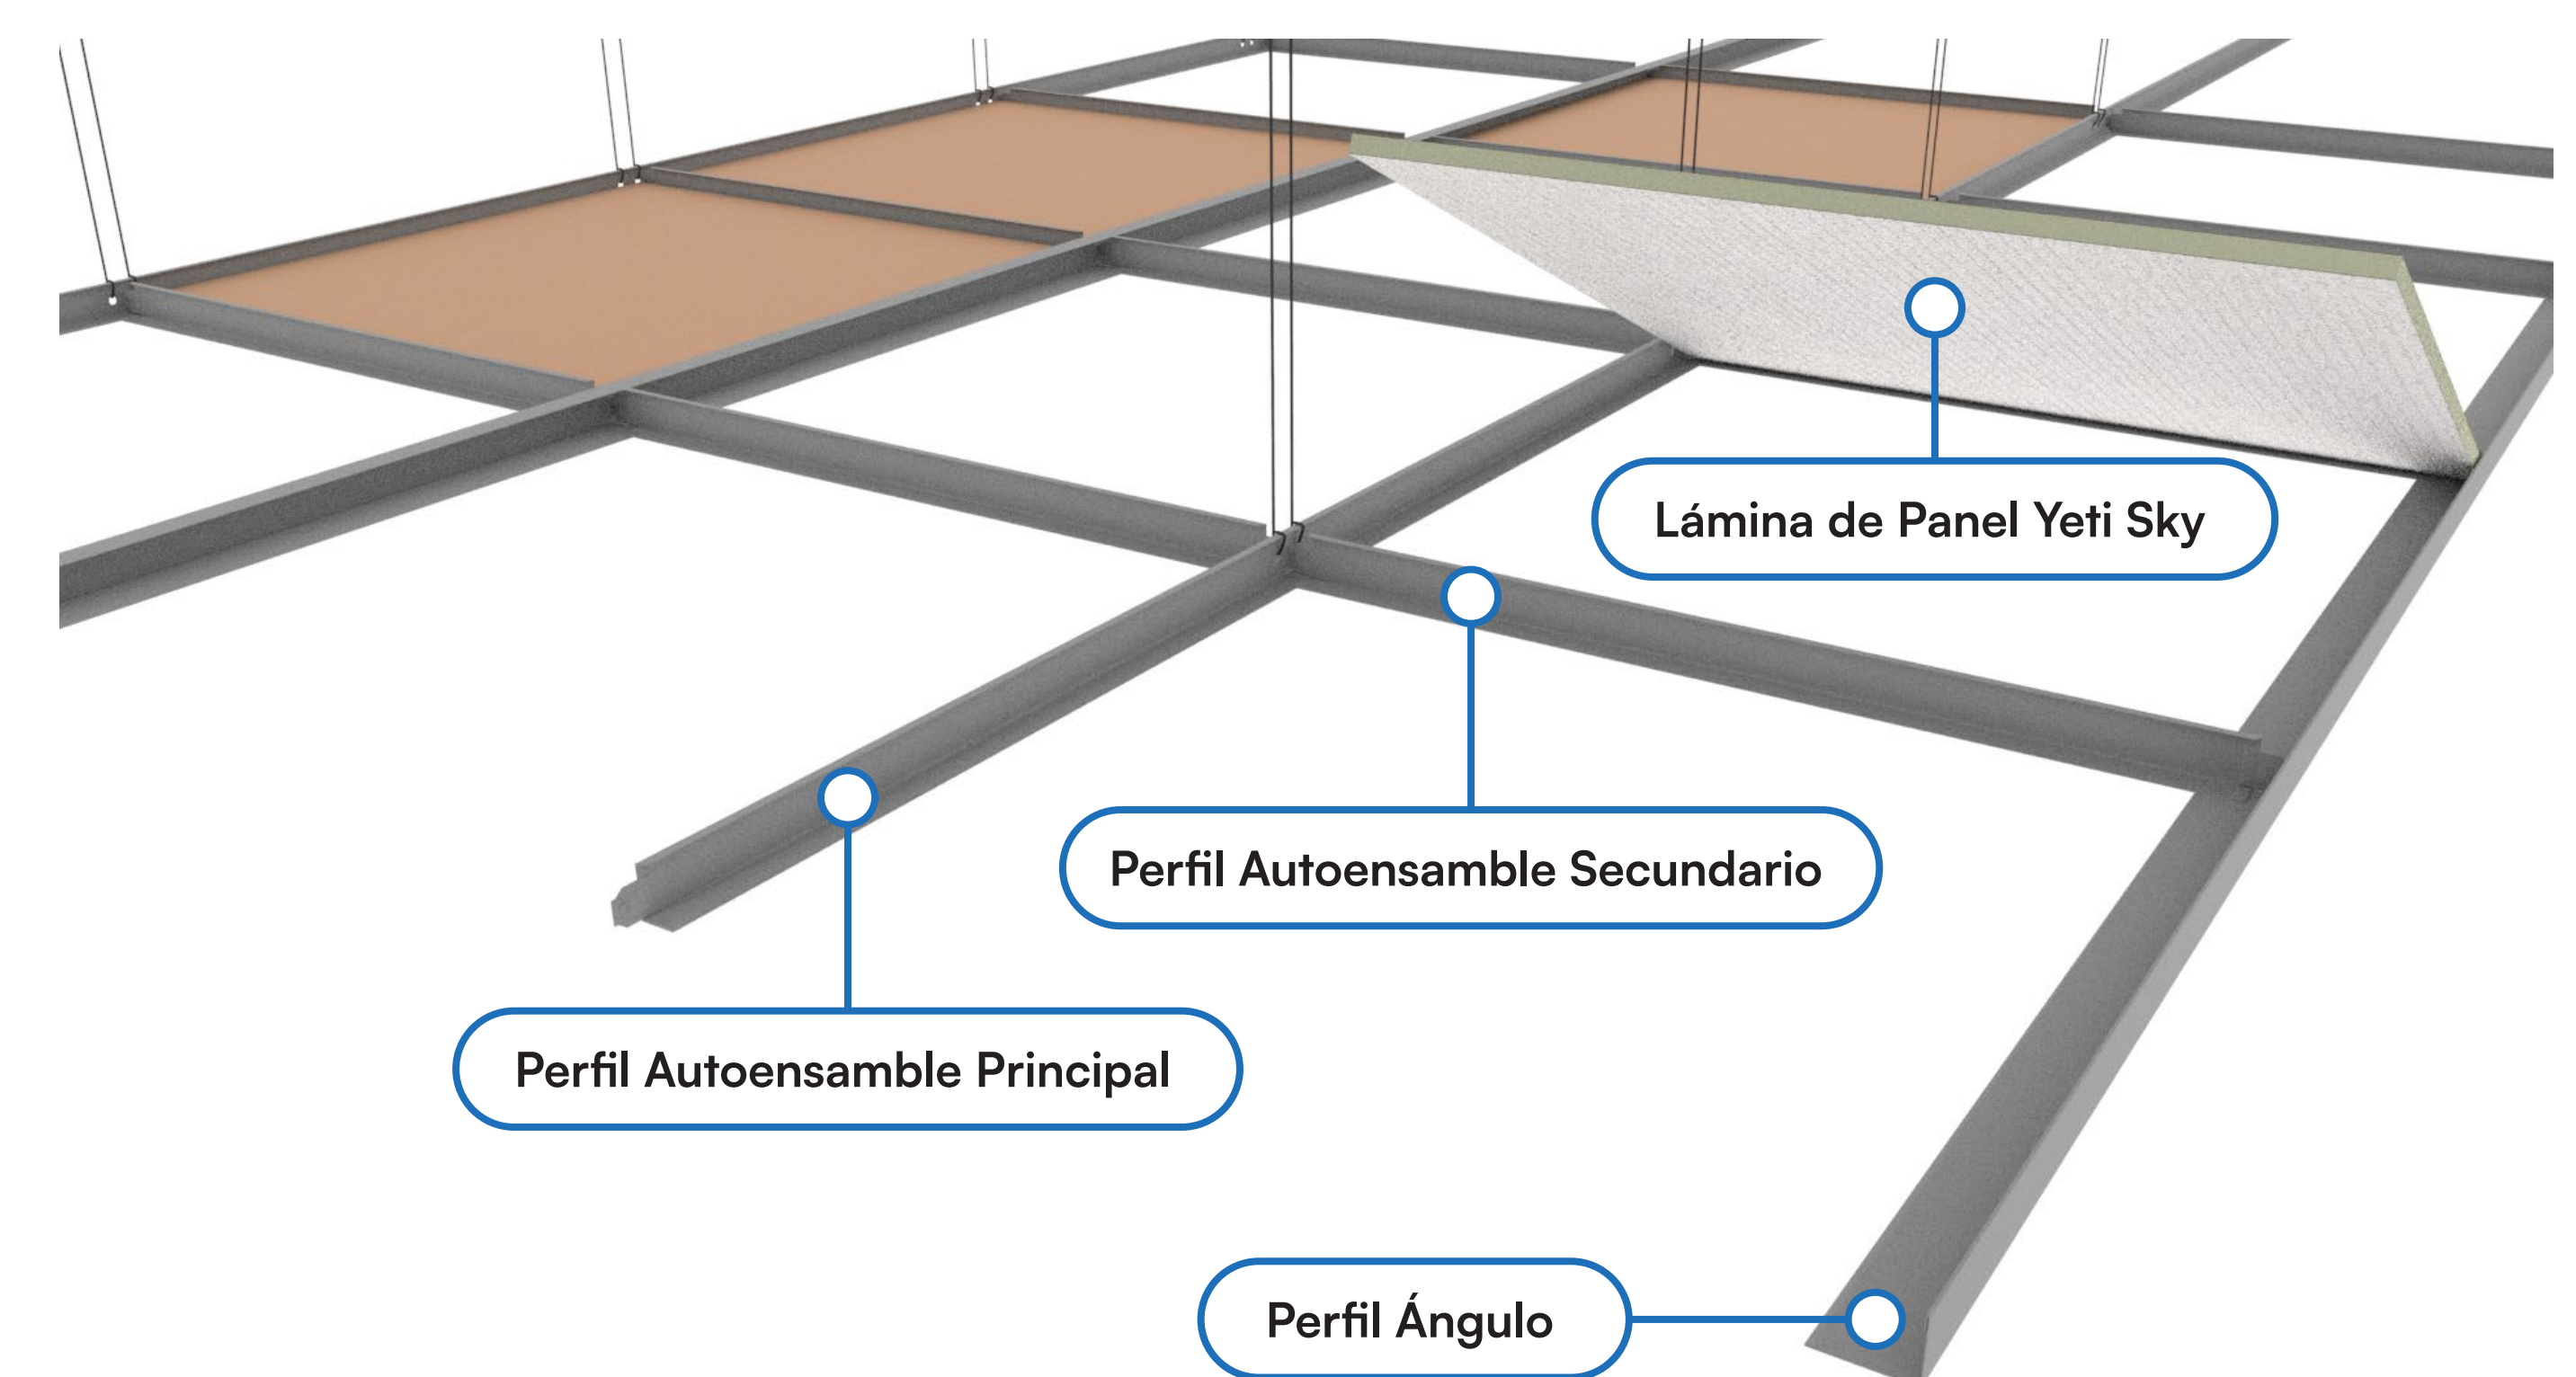 Lámina de Panel Yeti Sky
Perfil Autoensamble Secundario
Perfil Autoensamble Principal
Perfil Ángulo